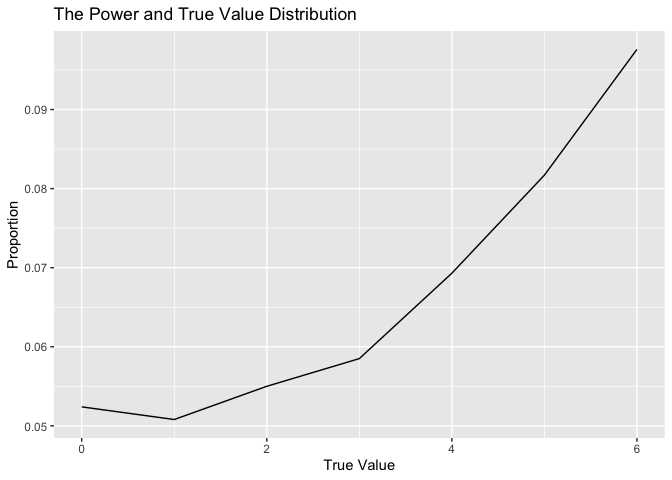 The Power and True Value Distribution
Proportion
0.09
0.08
0.07
0.06
0.05
0 2 4 6
True Value